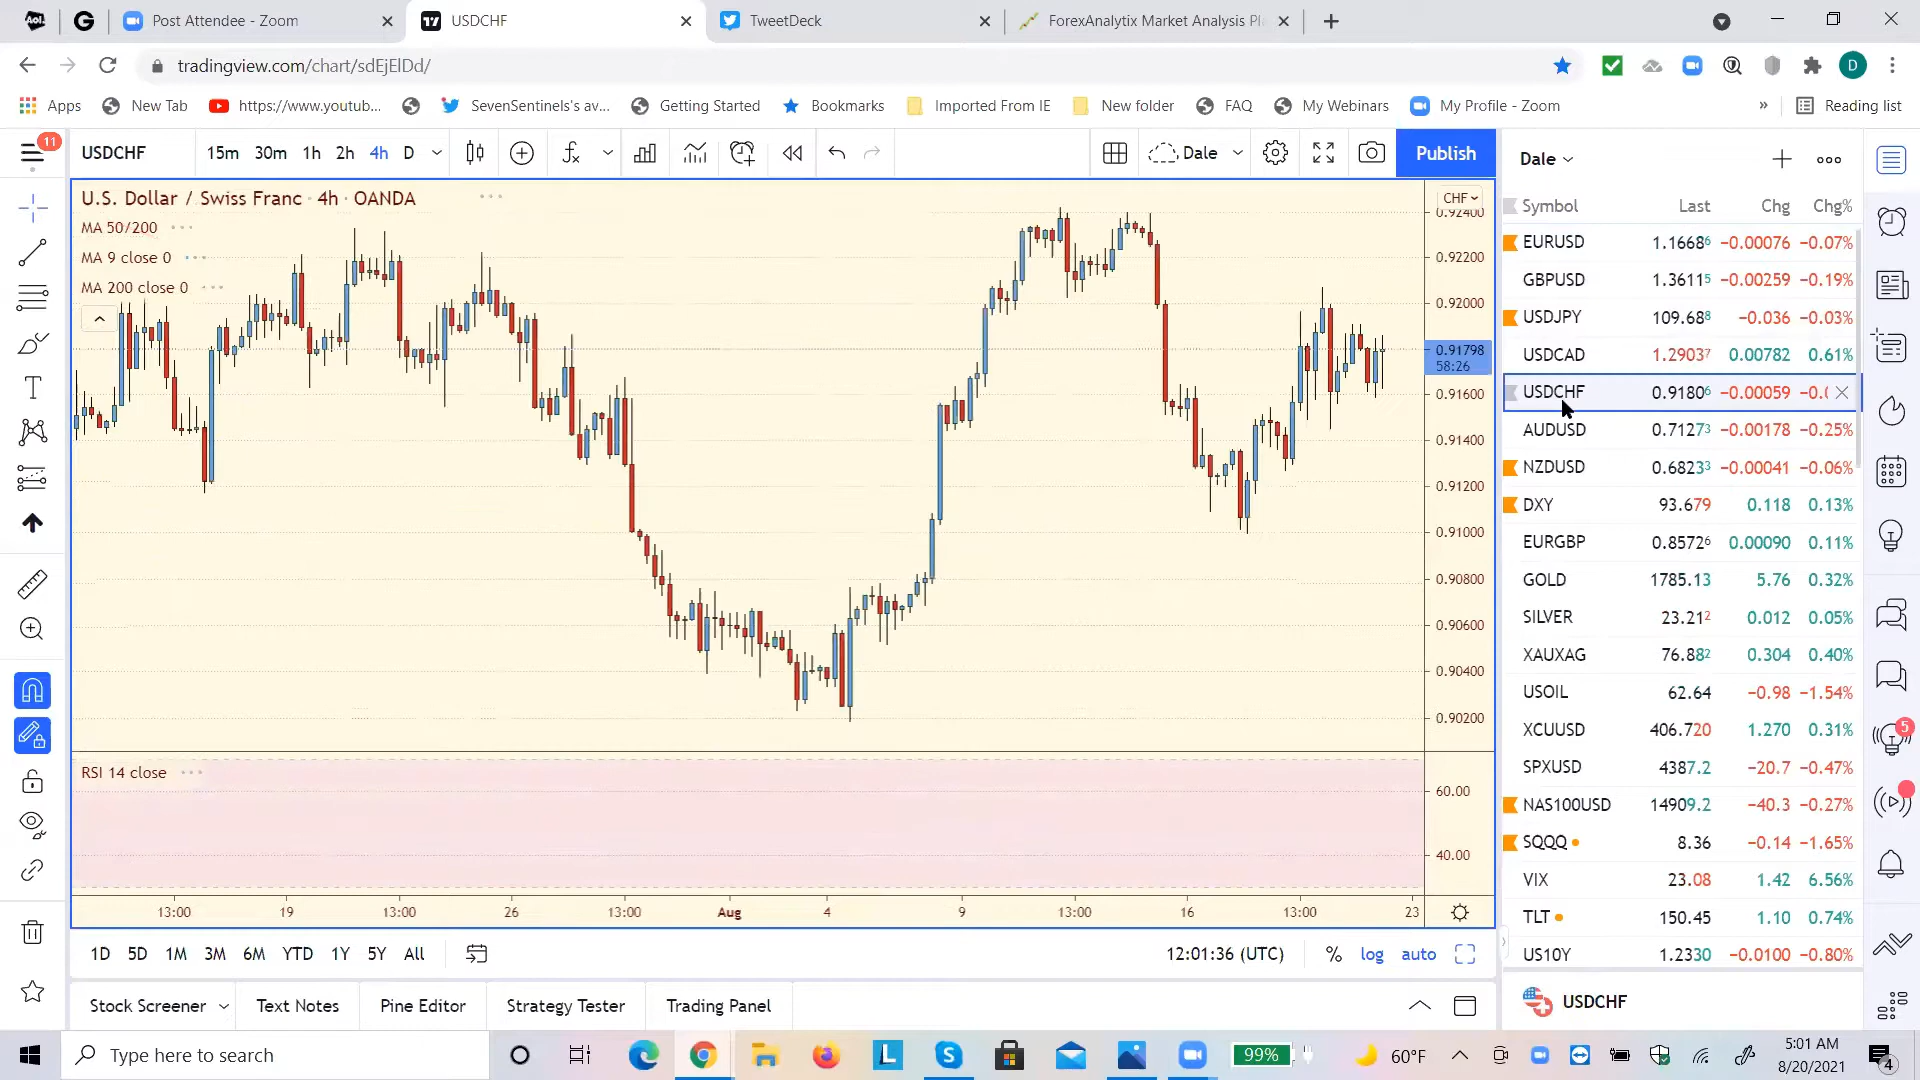 Aol.
G
Post Attendee - Zoom
USDCHF
TweetDeck
ForexAnalytix Market Analysis Pl
tradingview.com/chart/sdEjElDd/
D
Apps
New Tab
https://www.youtub...
SevenSentinels's av...
Getting Started
Bookmarks
Imported From IE
New folder
FAQ
My Webinars
My Profile - Zoom
»
Reading list
11
USDCHF
15m 30m 1h 2h 4h D
Dale
Publish
Dale
U.S. Dollar / Swiss Franc · 4h · OANDA
MA 50/200
MA 9 close 0
MA 200 close 0
CHF
0.92400
0.92200
0.92000
0.91798
58:26
0.91600
0.91400
0.91200
0.91000
0.90800
0.90600
0.90400
0.90200
RSI 14 close
60.00
40.00
13:00 19 13:00 26 13:00 Aug 4 9 13:00 16 13:00 23
Symbol Last Chg Chg%
EURUSD 1.16686 −0.00076 −0.07%
GBPUSD 1.36115 −0.00259 −0.19%
USDJPY 109.688 −0.036 −0.03%
USDCAD 1.29037 0.00782 0.61%
USDCHF 0.91806 −0.00059 −0.(
AUDUSD 0.71273 −0.00178 −0.25%
NZDUSD 0.68233 −0.00041 −0.06%
DXY 93.679 0.118 0.13%
EURGBP 0.85726 0.00090 0.11%
GOLD 1785.13 5.76 0.32%
SILVER 23.212 0.012 0.05%
XAUXAG 76.882 0.304 0.40%
USOIL 62.64 −0.98 −1.54%
XCUUSD 406.720 1.270 0.31%
SPXUSD 4387.2 −20.7 −0.47%
NAS100USD 14909.2 −40.3 −0.27%
SQQQ 8.36 −0.14 −1.65%
VIX 23.08 1.42 6.56%
TLT 150.45 1.10 0.74%
US10Y 1.2330 −0.0100 −0.80%
5
1D 5D 1M 3M 6M YTD 1Y 5Y All
12:01:36 (UTC)
% log auto
Stock Screener
Text Notes
Pine Editor
Strategy Tester
Trading Panel
USDCHF
Type here to search
L
S
99%
60°F
5:01 AM
8/20/2021
4